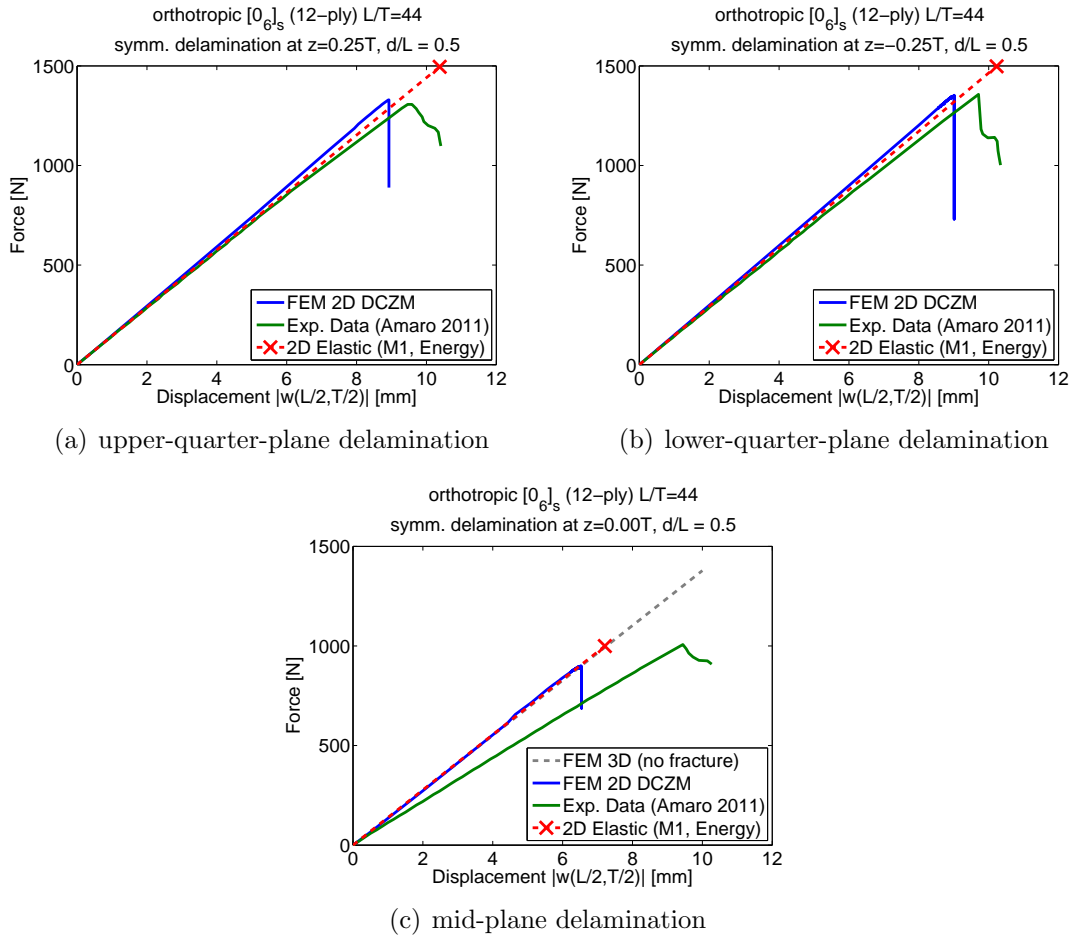 orthotropic [0₆]ₛ (12−ply) L/T=44
symm. delamination at z=0.25T, d/L = 0.5
1500
1000
500
0
0 2 4 6 8 10 12
Force [N]
Displacement |w(L/2,T/2)| [mm]
FEM 2D DCZM
Exp. Data (Amaro 2011)
2D Elastic (M1, Energy)
(a) upper-quarter-plane delamination
orthotropic [0₆]ₛ (12−ply) L/T=44
symm. delamination at z=−0.25T, d/L = 0.5
1500
1000
500
0
0 2 4 6 8 10 12
Force [N]
Displacement |w(L/2,T/2)| [mm]
FEM 2D DCZM
Exp. Data (Amaro 2011)
2D Elastic (M1, Energy)
(b) lower-quarter-plane delamination
orthotropic [0₆]ₛ (12−ply) L/T=44
symm. delamination at z=0.00T, d/L = 0.5
1500
1000
500
0
0 2 4 6 8 10 12
Force [N]
Displacement |w(L/2,T/2)| [mm]
FEM 3D (no fracture)
FEM 2D DCZM
Exp. Data (Amaro 2011)
2D Elastic (M1, Energy)
(c) mid-plane delamination